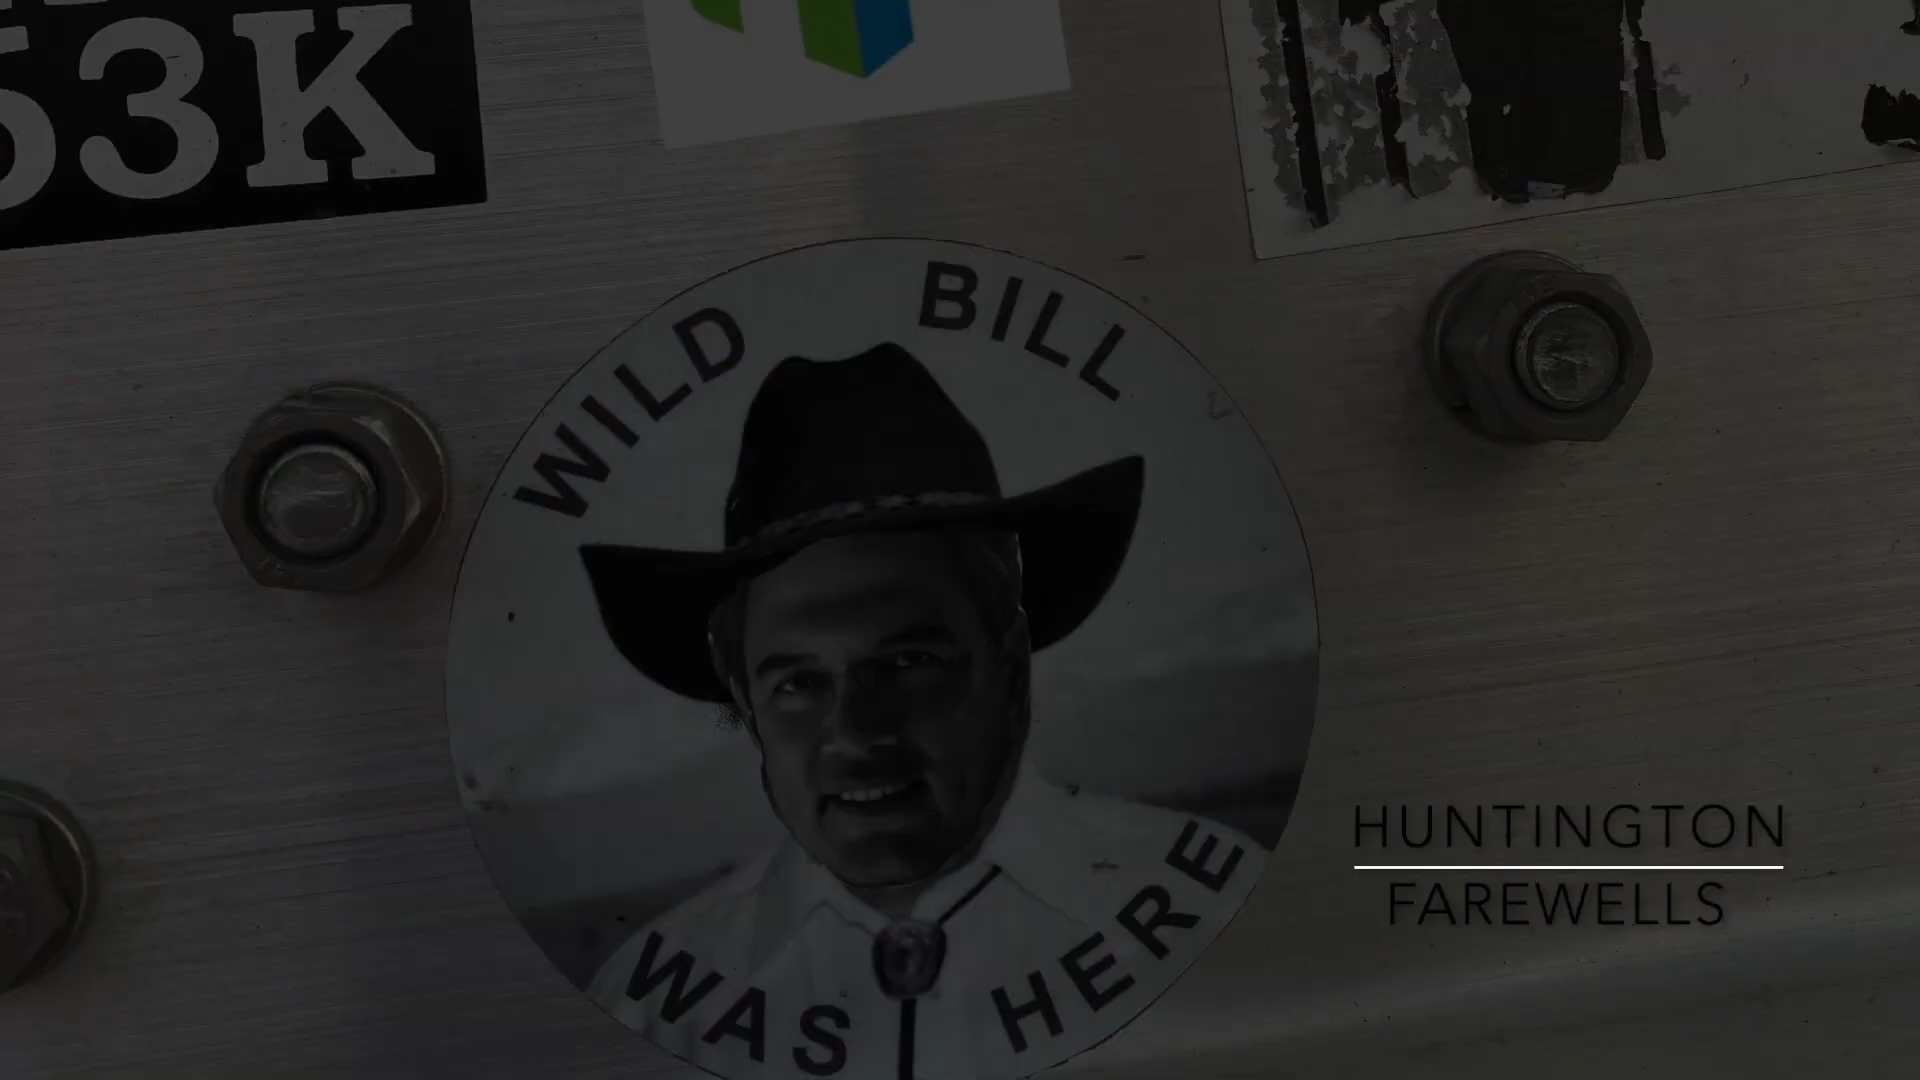 53K
WILD BILL
WAS HERE
HUNTINGTON
FAREWELLS